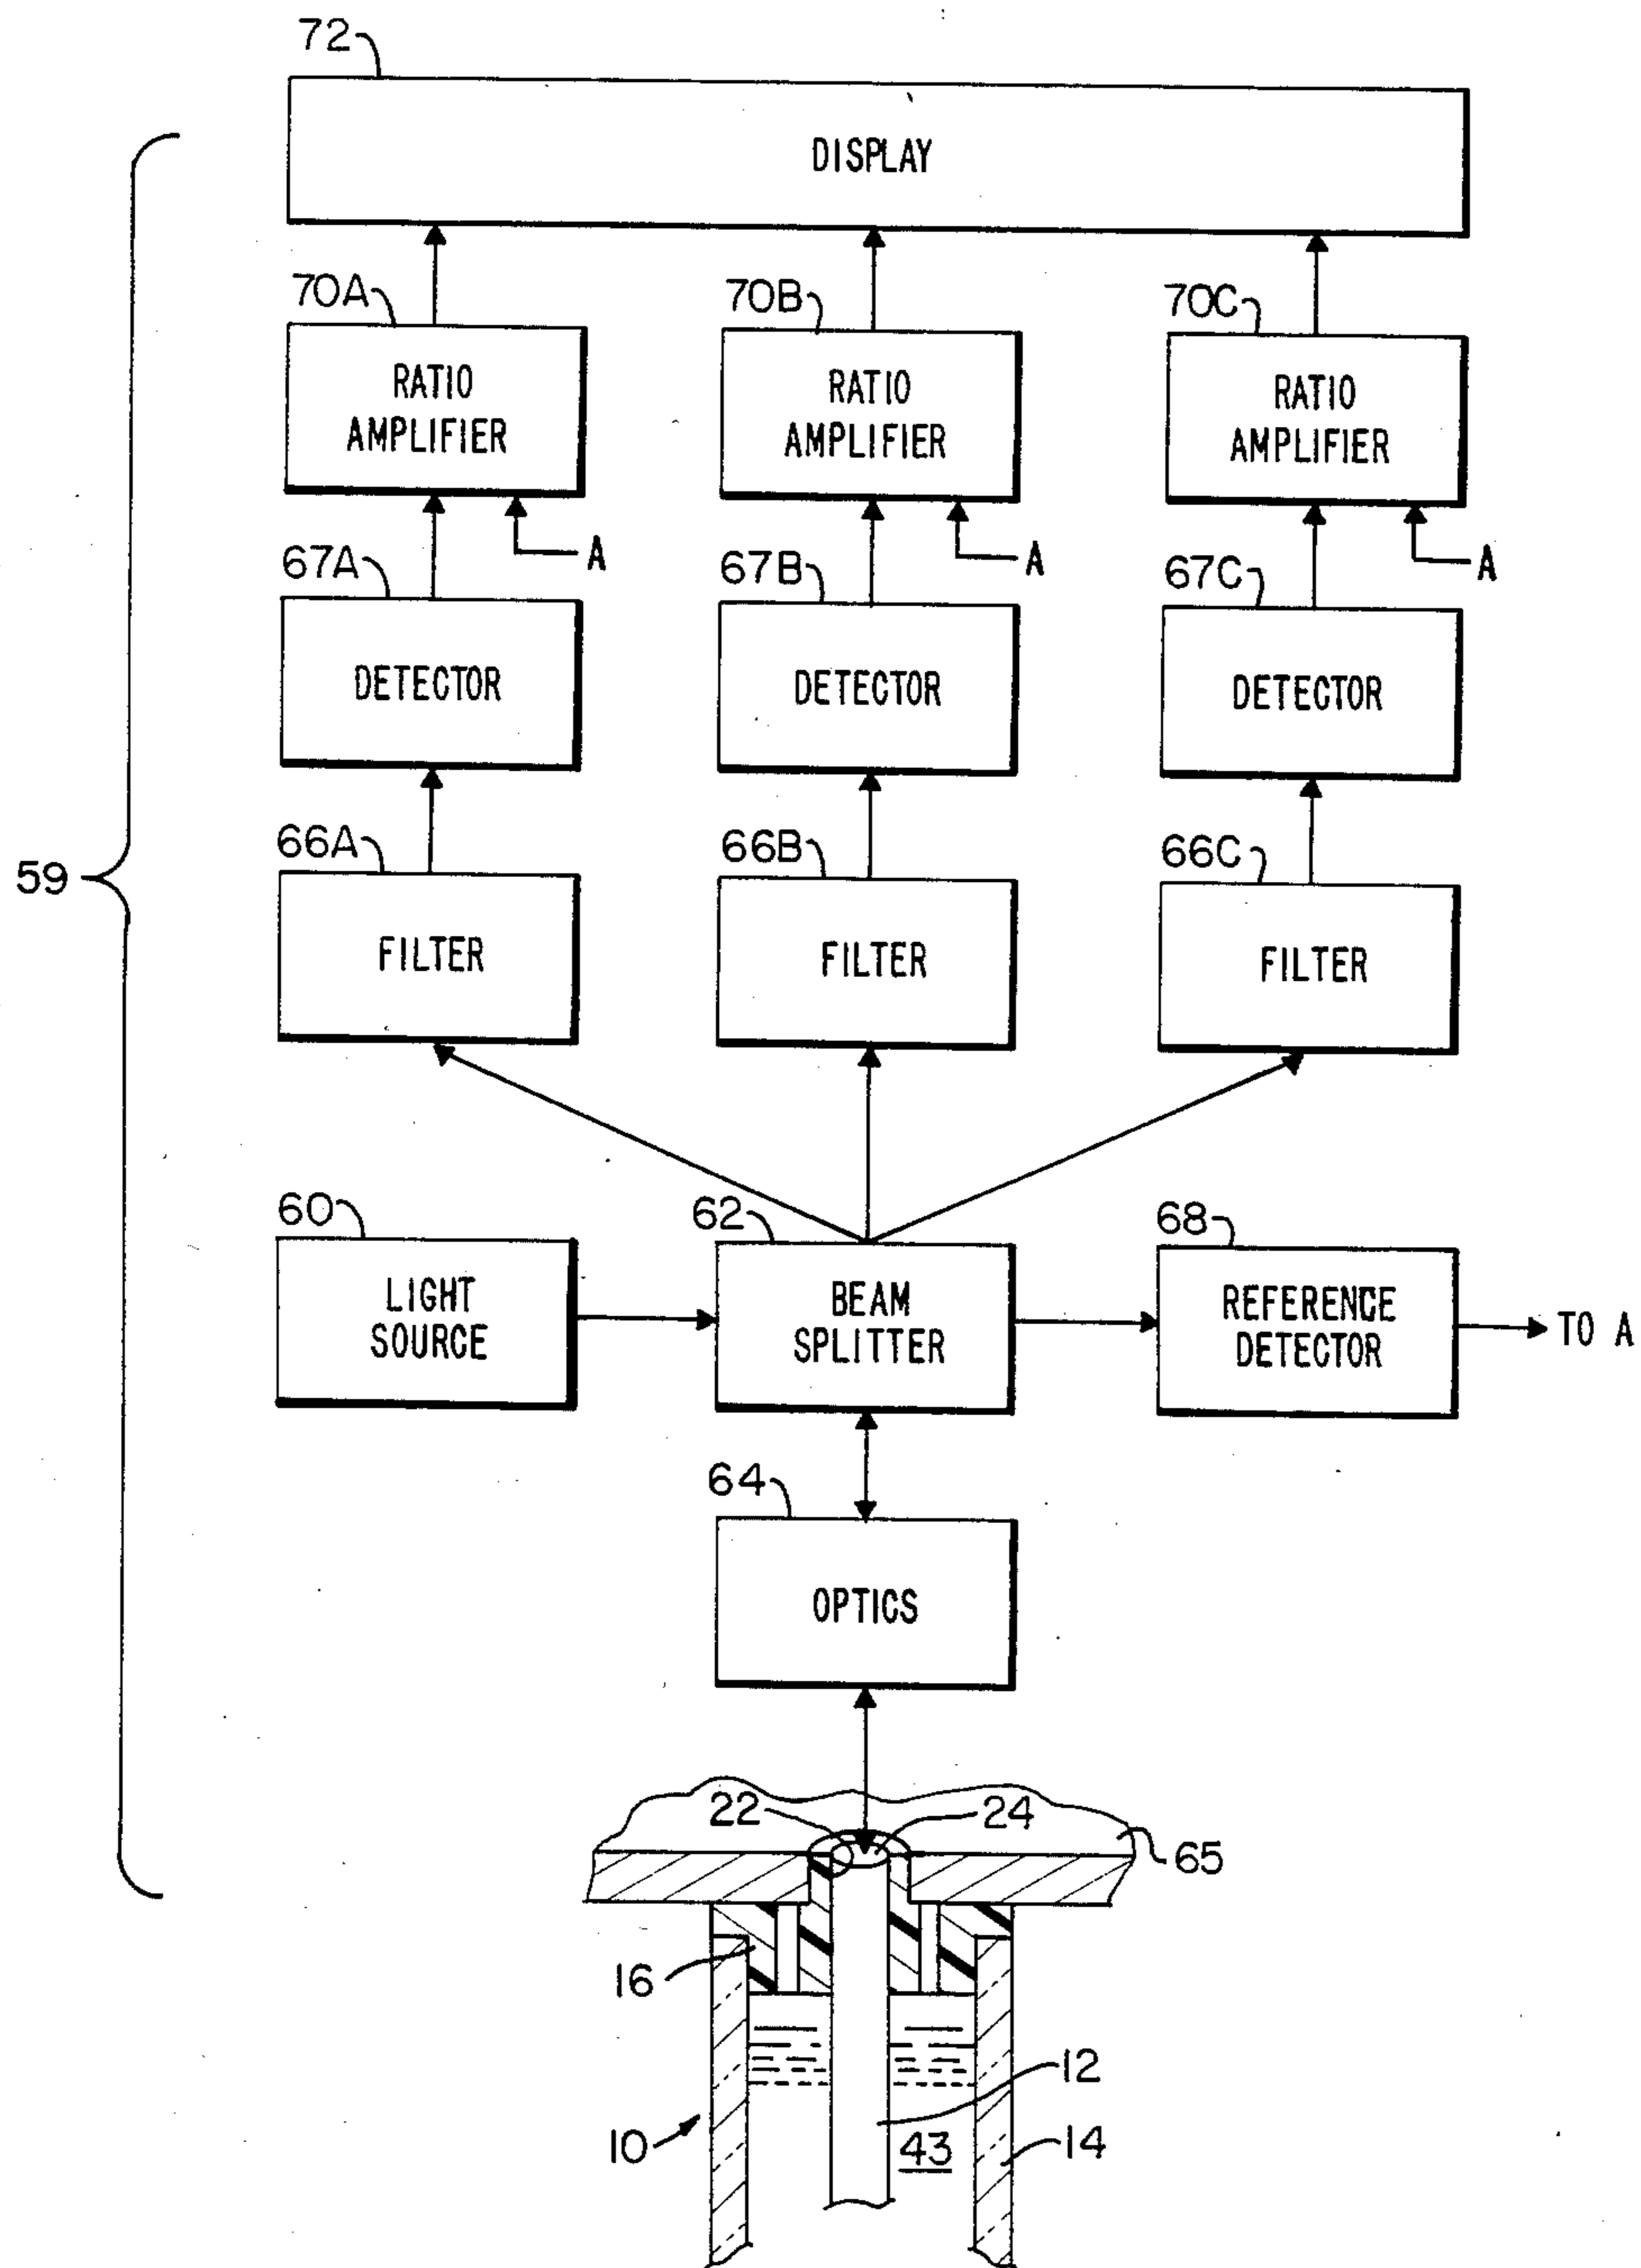 72
DISPLAY
70A
70B
70C
RATIO
AMPLIFIER
RATIO
AMPLIFIER
RATIO
AMPLIFIER
A
A
A
67A
67B
67C
DETECTOR
DETECTOR
DETECTOR
66A
66B
66C
59
FILTER
FILTER
FILTER
60
62
68
LIGHT
SOURCE
BEAM
SPLITTER
REFERENCE
DETECTOR
TO A
64
OPTICS
22
24
65
16
12
10
43
14